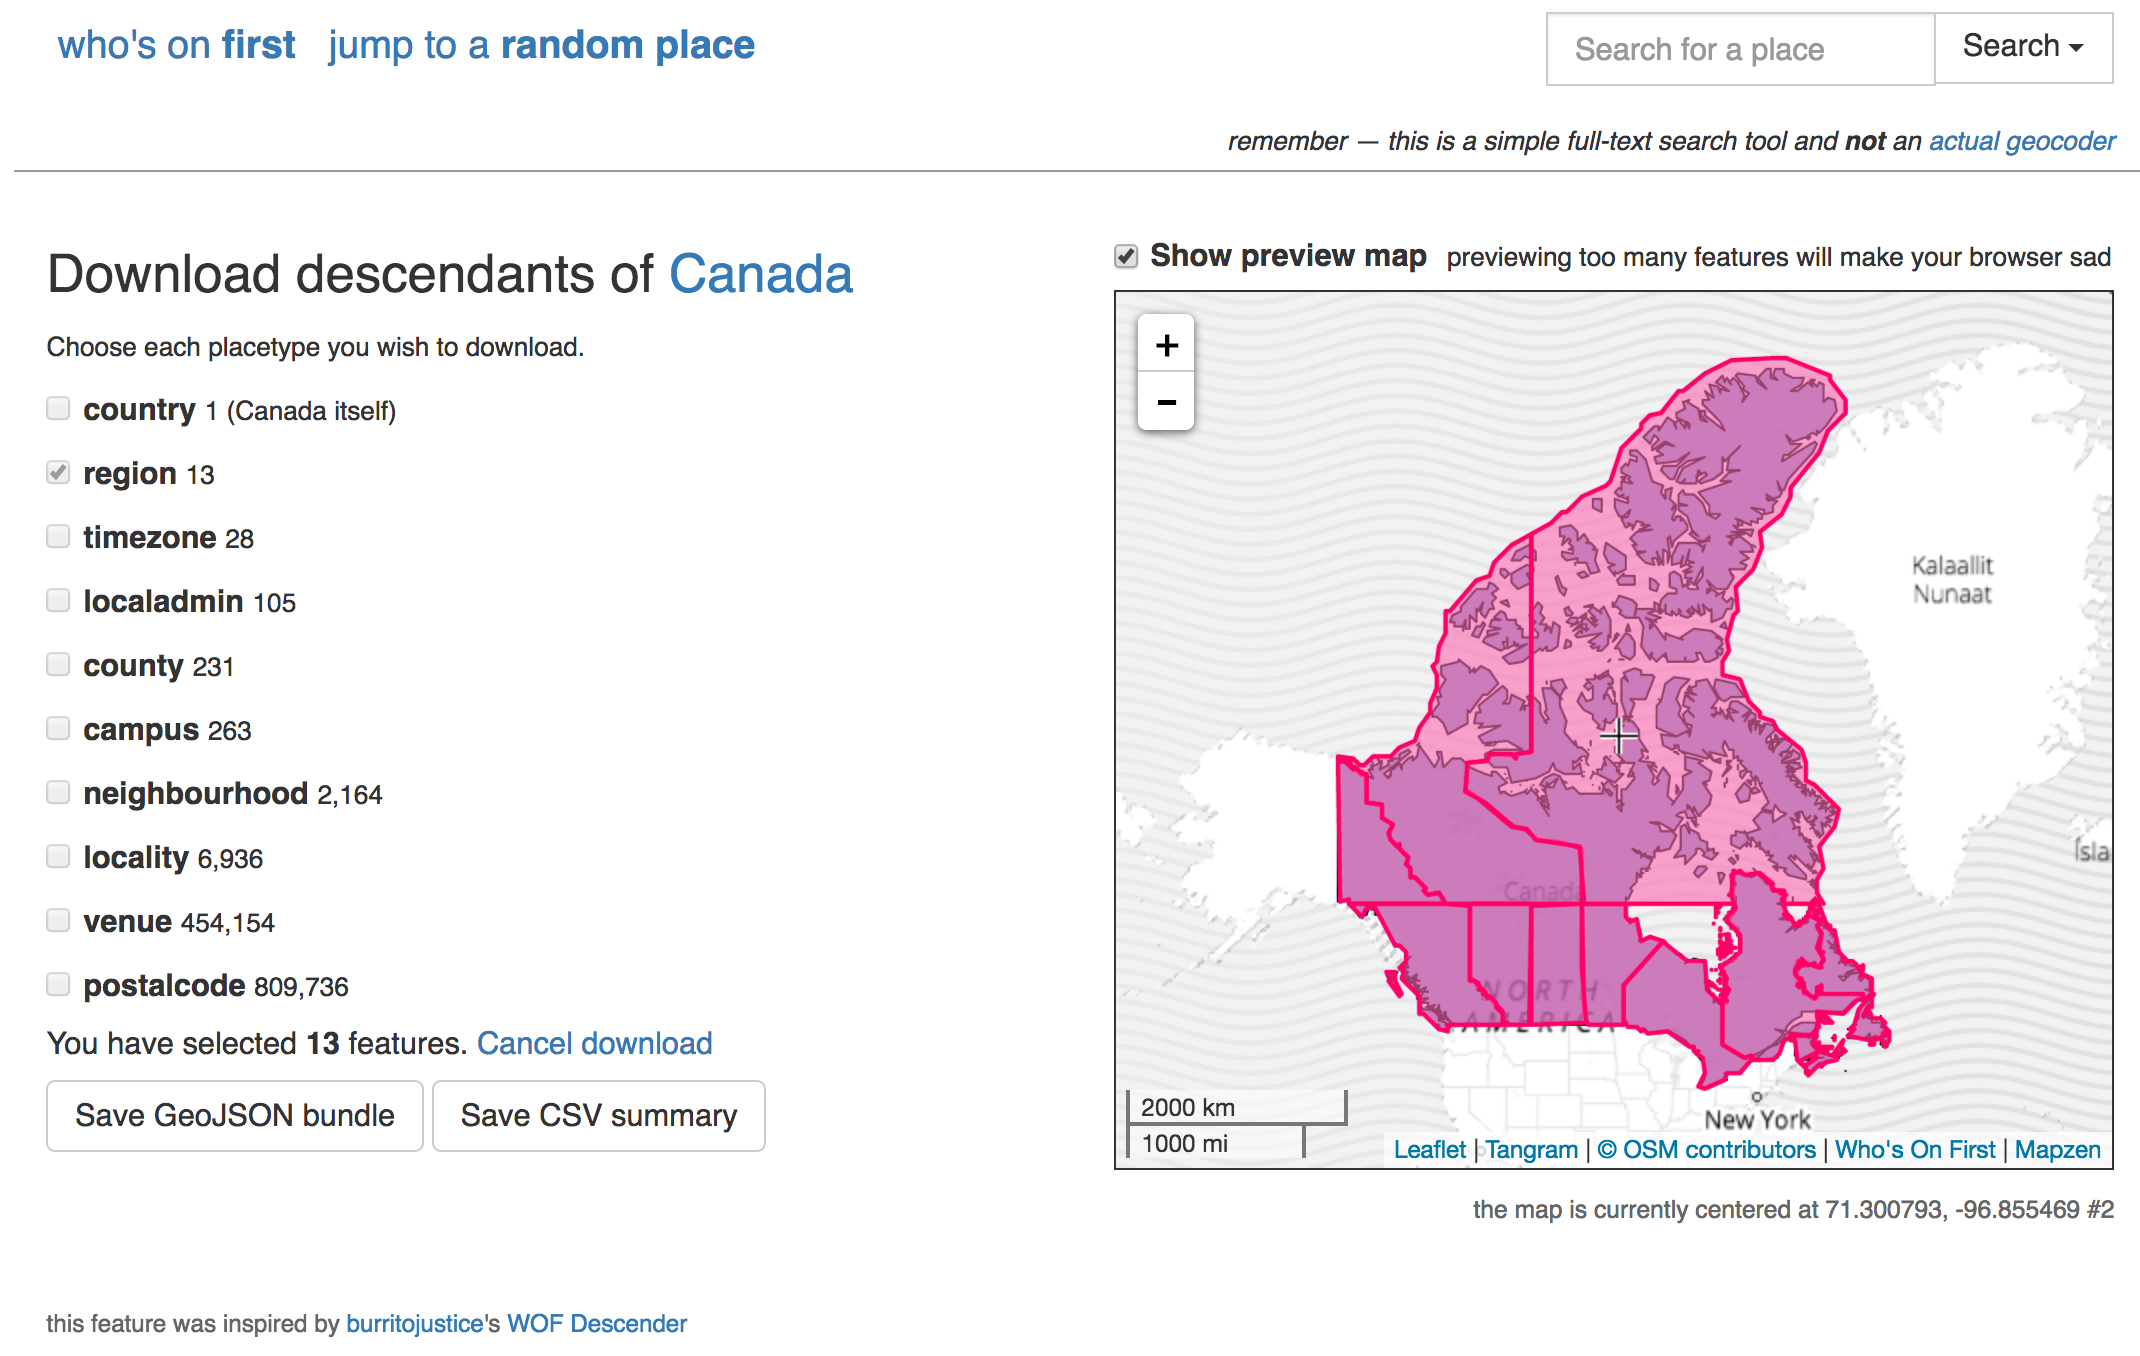 who's on first jump to a random place
Search for a place
Search
remember — this is a simple full-text search tool and not an actual geocoder
Download descendants of Canada
Choose each placetype you wish to download.
country 1 (Canada itself)
region 13
timezone 28
localadmin 105
county 231
campus 263
neighbourhood 2,164
locality 6,936
venue 454,154
postalcode 809,736
You have selected 13 features. Cancel download
Save GeoJSON bundle
Save CSV summary
Show preview map previewing too many features will make your browser sad
+
−
Kalaallit
Nunaat
Ísla
Canada
NORTH
AMERICA
New York
2000 km
1000 mi
Leaflet | Tangram | © OSM contributors | Who's On First | Mapzen
the map is currently centered at 71.300793, -96.855469 #2
this feature was inspired by burritojustice's WOF Descender